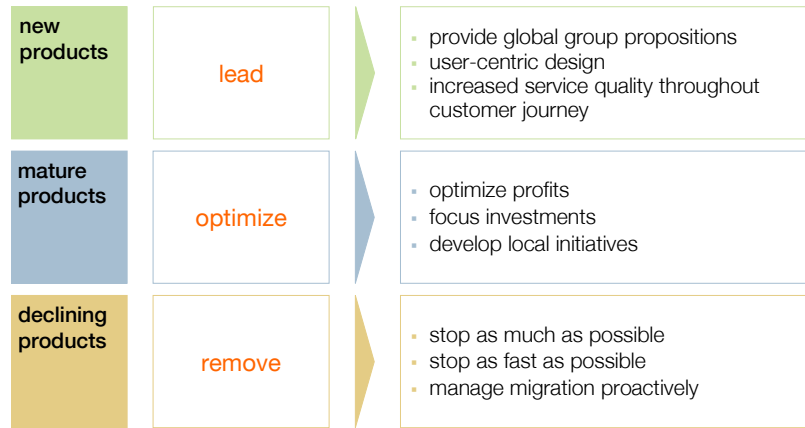 new
products
lead
▪ provide global group propositions
▪ user-centric design
▪ increased service quality throughout
customer journey
mature
products
optimize
▪ optimize profits
▪ focus investments
▪ develop local initiatives
declining
products
remove
▪ stop as much as possible
▪ stop as fast as possible
▪ manage migration proactively